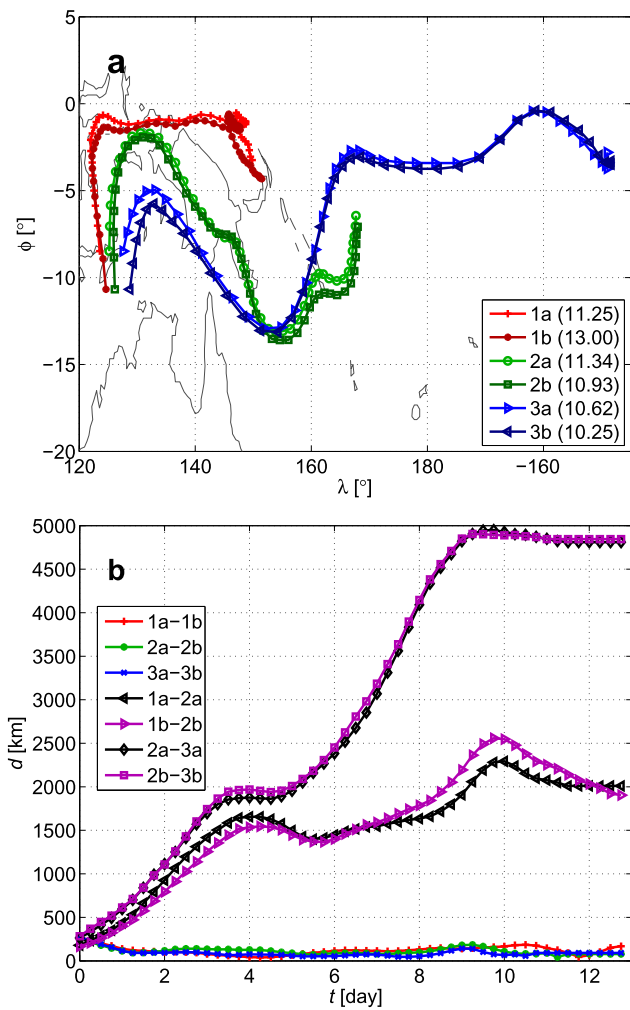 a
5
0
−5
−10
−15
−20
ϕ [°]
120
140
160
180
−160
λ [°]
1a (11.25)
1b (13.00)
2a (11.34)
2b (10.93)
3a (10.62)
3b (10.25)
b
5000
4500
4000
3500
3000
2500
2000
1500
1000
500
0
d [km]
1a−1b
2a−2b
3a−3b
1a−2a
1b−2b
2a−3a
2b−3b
0
2
4
6
8
10
12
t [day]